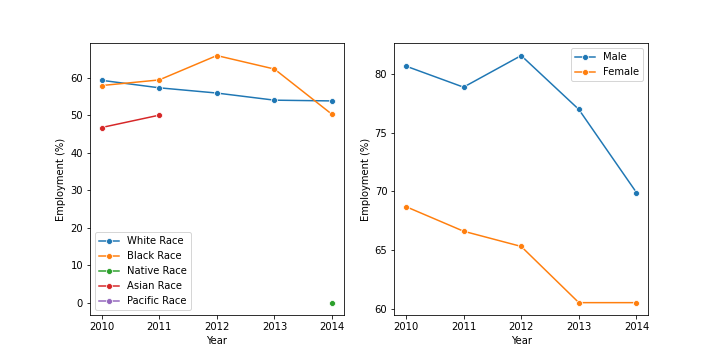 60
50
40
30
20
10
0
Employment (%)
White Race
Black Race
Native Race
Asian Race
Pacific Race
2010 2011 2012 2013 2014
Year
80
75
70
65
60
Employment (%)
Male
Female
2010 2011 2012 2013 2014
Year